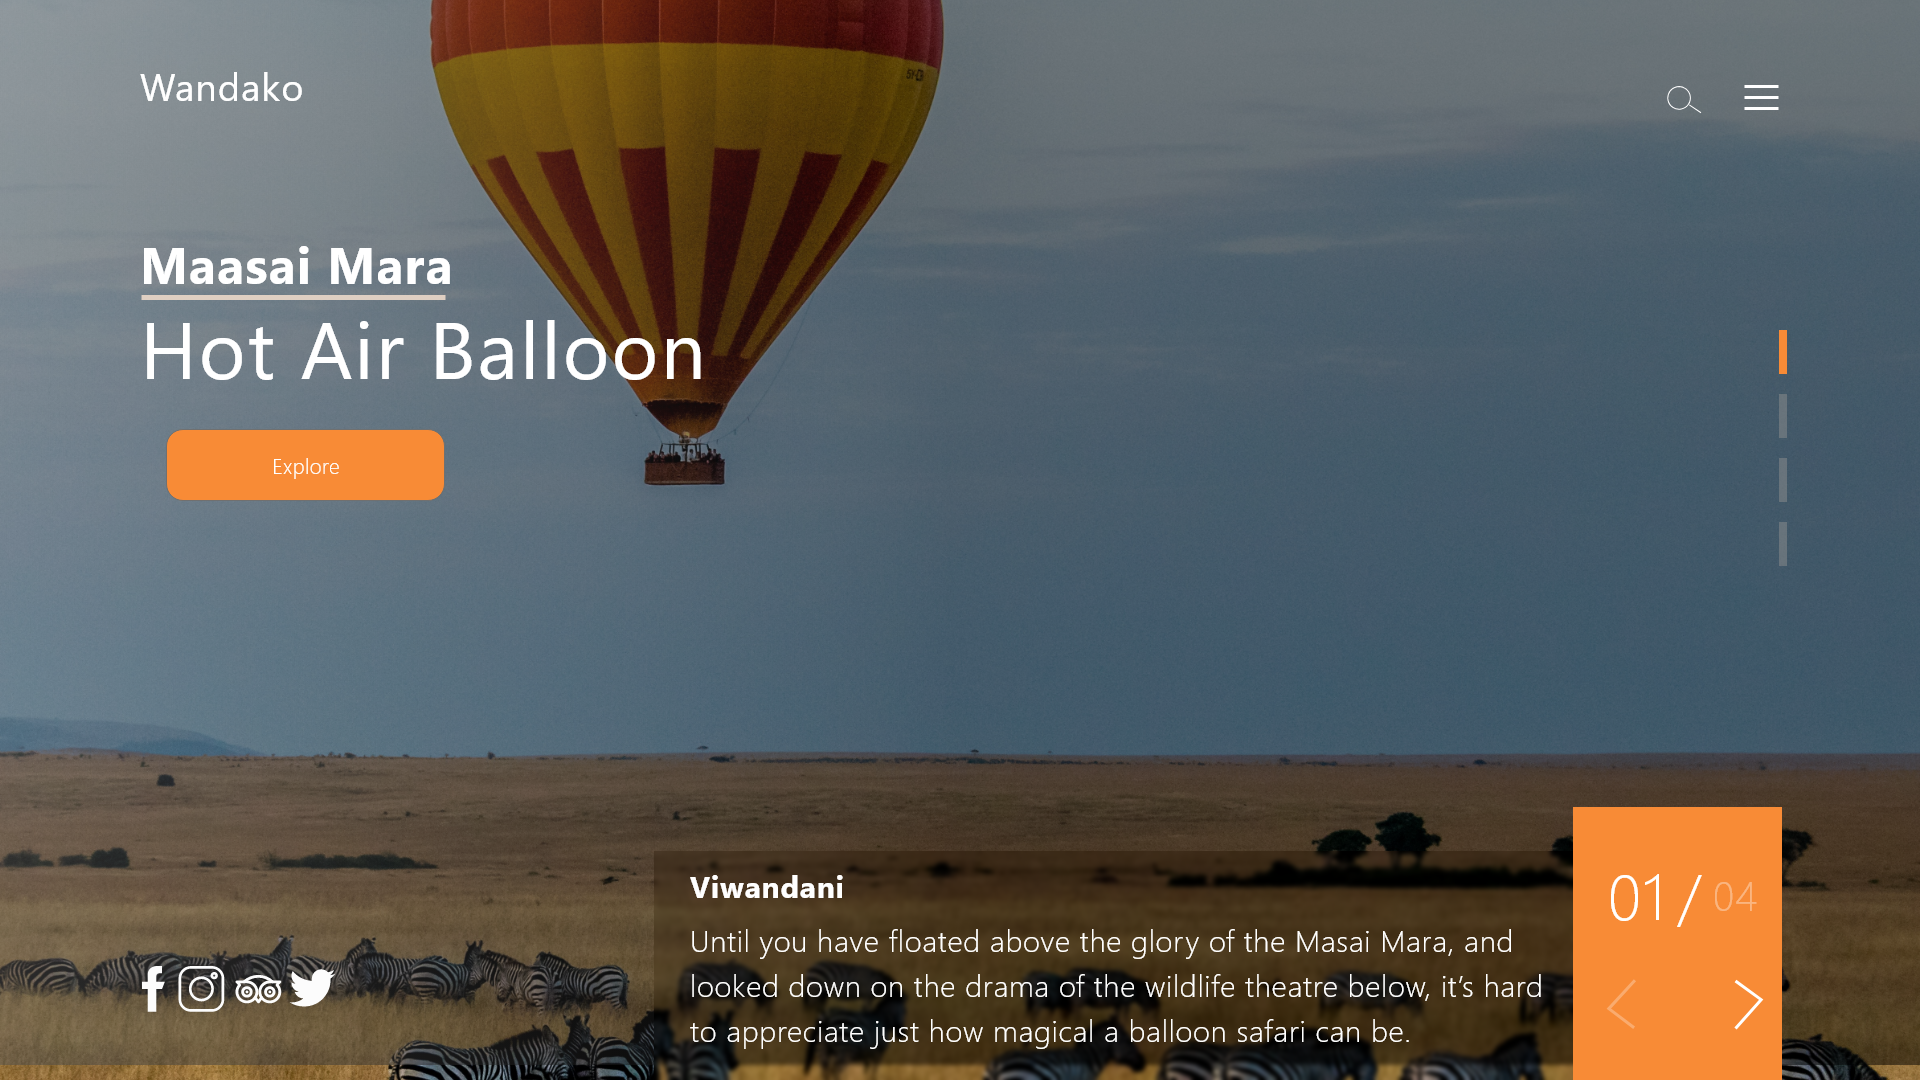 Wandako
Maasai Mara
Hot Air Balloon
Explore
Viwandani
Until you have floated above the glory of the Masai Mara, and
looked down on the drama of the wildlife theatre below, it’s hard
to appreciate just how magical a balloon safari can be.
01/ 04